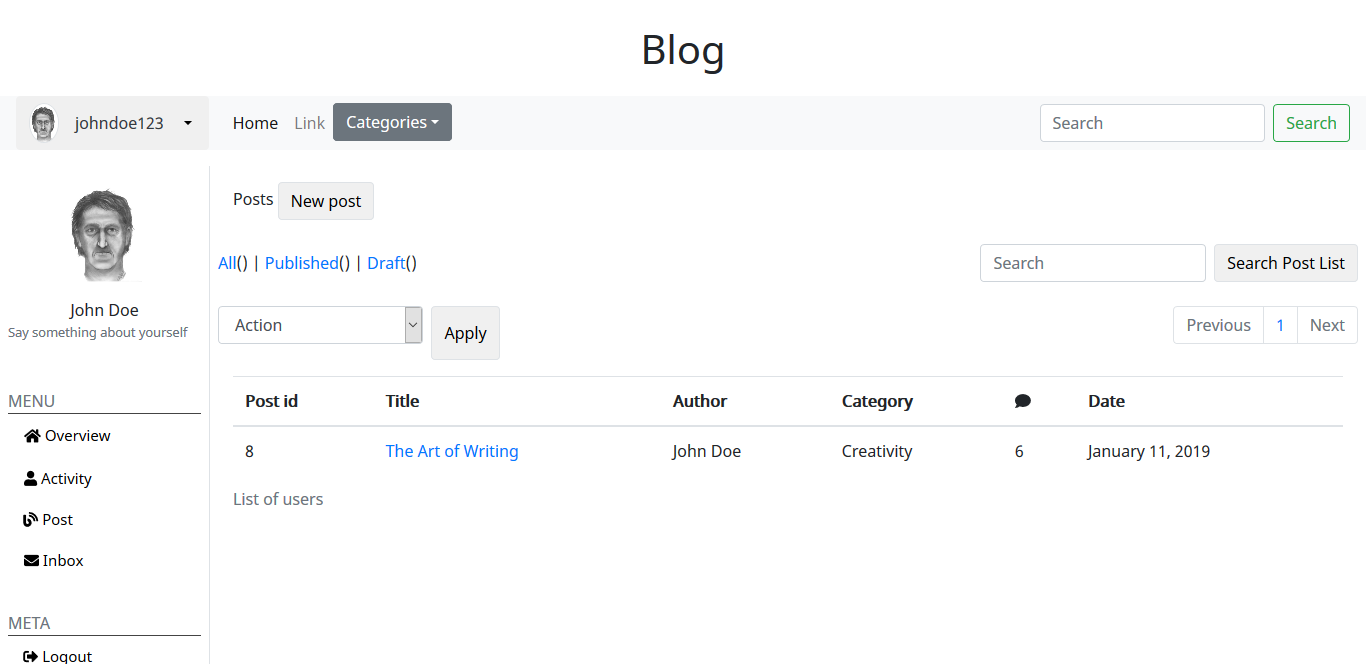 Blog
johndoe123 Home Link Categories Search Search
John Doe
Say something about yourself
MENU
Overview
Activity
Post
Inbox
META
Logout
Posts New post
All() | Published() | Draft() Search Search Post List
Action Apply Previous 1 Next
Post id Title Author Category Date
8 The Art of Writing John Doe Creativity 6 January 11, 2019
List of users